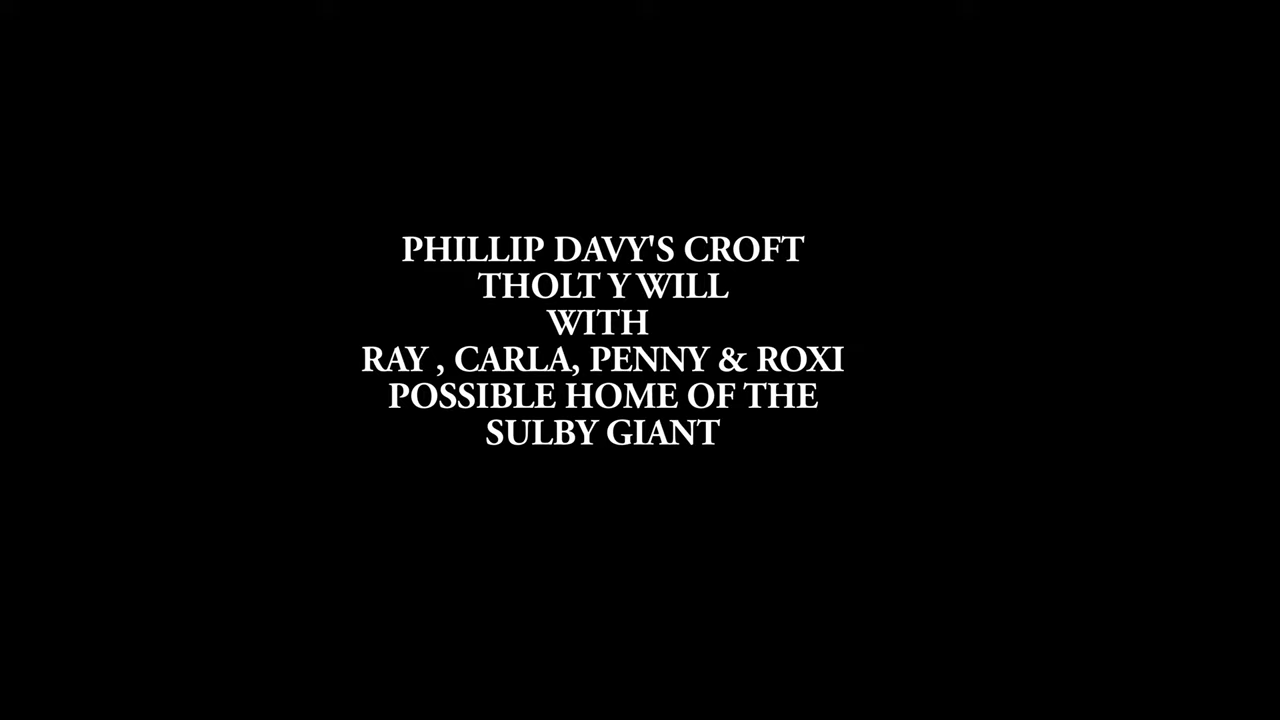 PHILLIP DAVY'S CROFT
THOLT Y WILL
WITH
RAY , CARLA, PENNY & ROXI
POSSIBLE HOME OF THE
SULBY GIANT